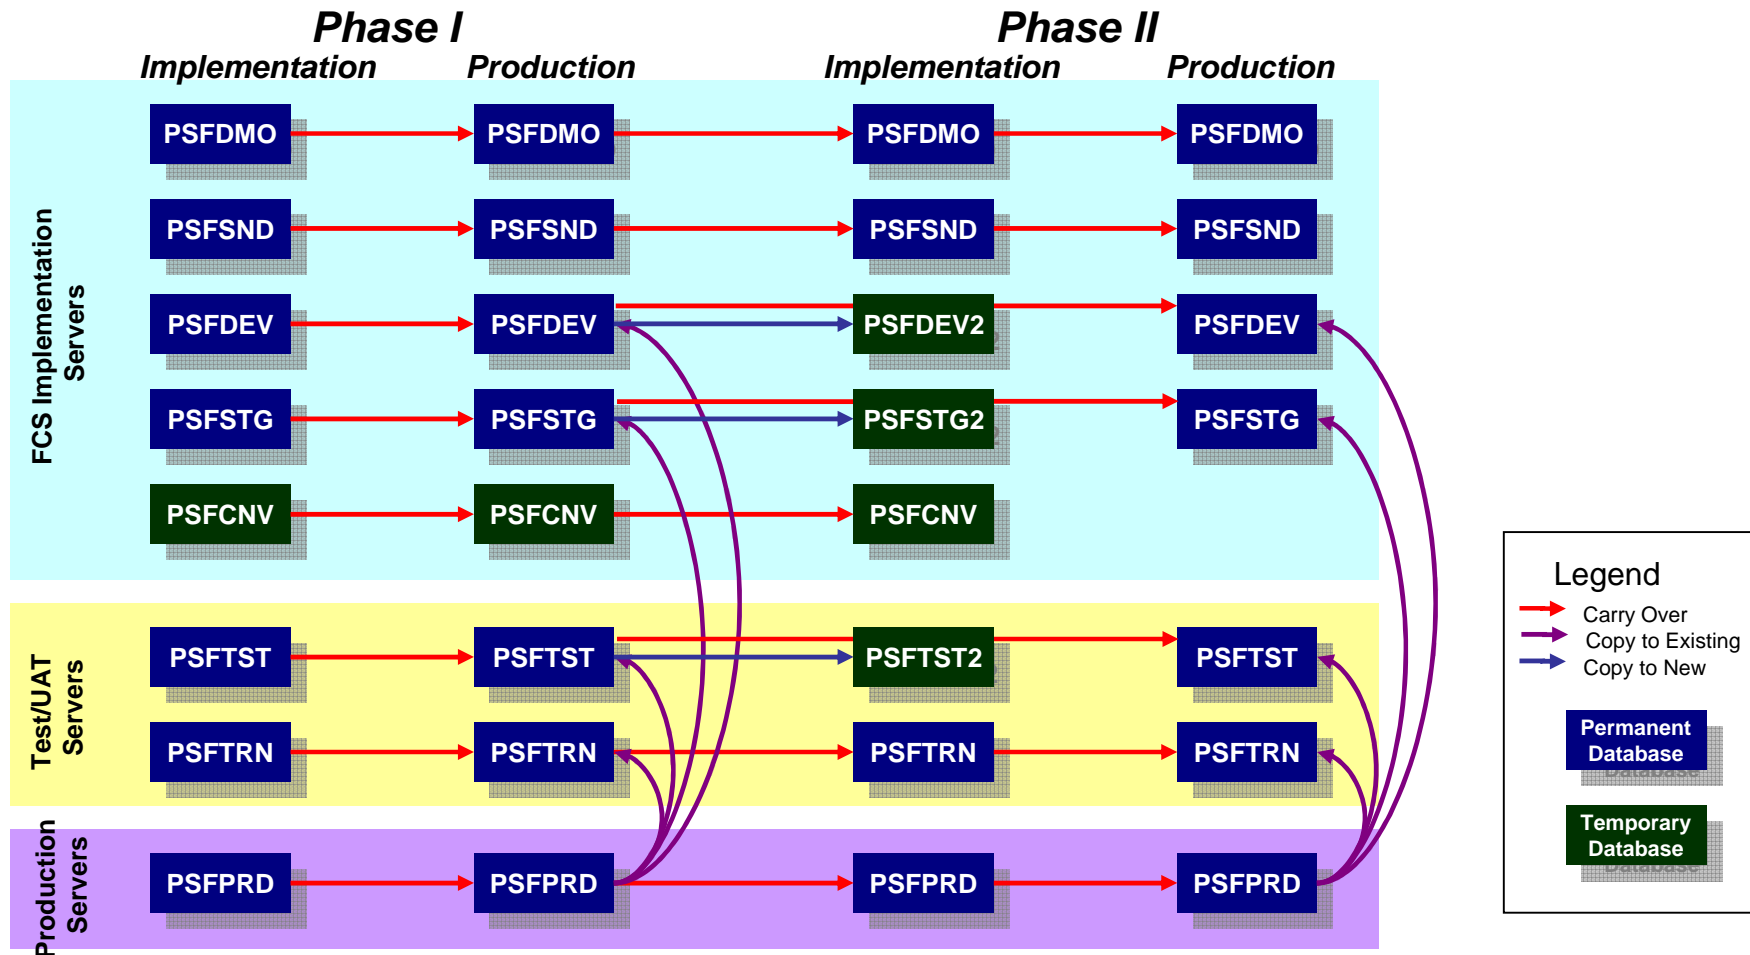 Phase I
Phase II
Implementation
Production
Implementation
Production
FCS Implementation
Servers
PSFDMO
PSFDMO
PSFDMO
PSFDMO
PSFSND
PSFSND
PSFSND
PSFSND
PSFDEV
PSFDEV
PSFDEV2
PSFDEV
PSFSTG
PSFSTG
PSFSTG2
PSFSTG
PSFCNV
PSFCNV
PSFCNV
Test/UAT
Servers
PSFTST
PSFTST
PSFTST2
PSFTST
PSFTRN
PSFTRN
PSFTRN
PSFTRN
Production
Servers
PSFPRD
PSFPRD
PSFPRD
PSFPRD
Legend
Carry Over
Copy to Existing
Copy to New
Permanent
Database
Temporary
Database